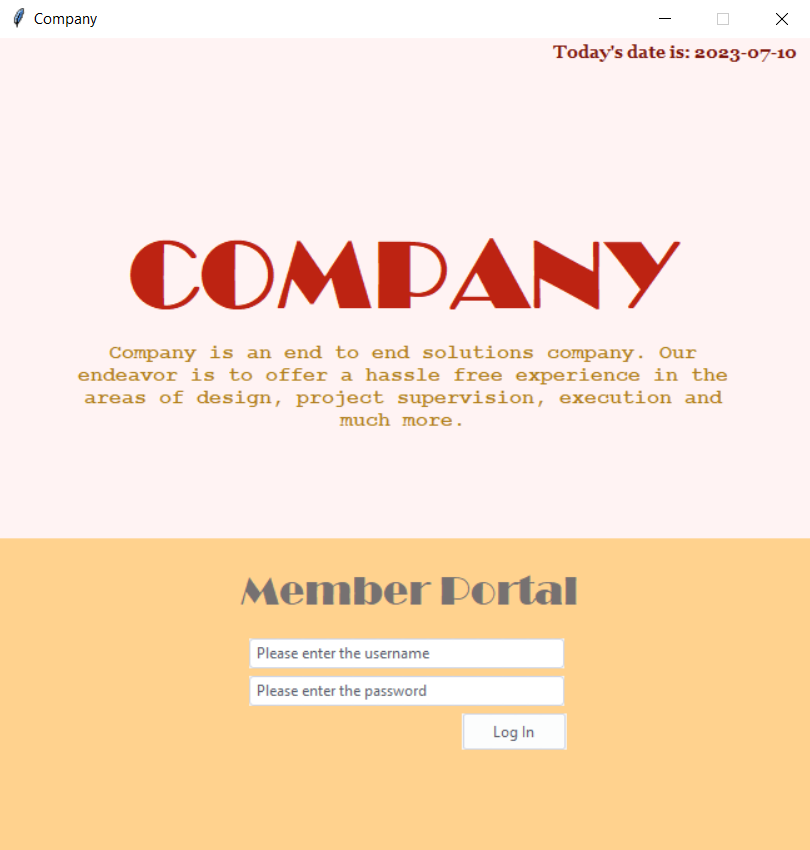 Company
Today's date is: 2023-07-10
COMPANY
Company is an end to end solutions company. Our
endeavor is to offer a hassle free experience in the
areas of design, project supervision, execution and
much more.
Member Portal
Please enter the username
Please enter the password
Log In